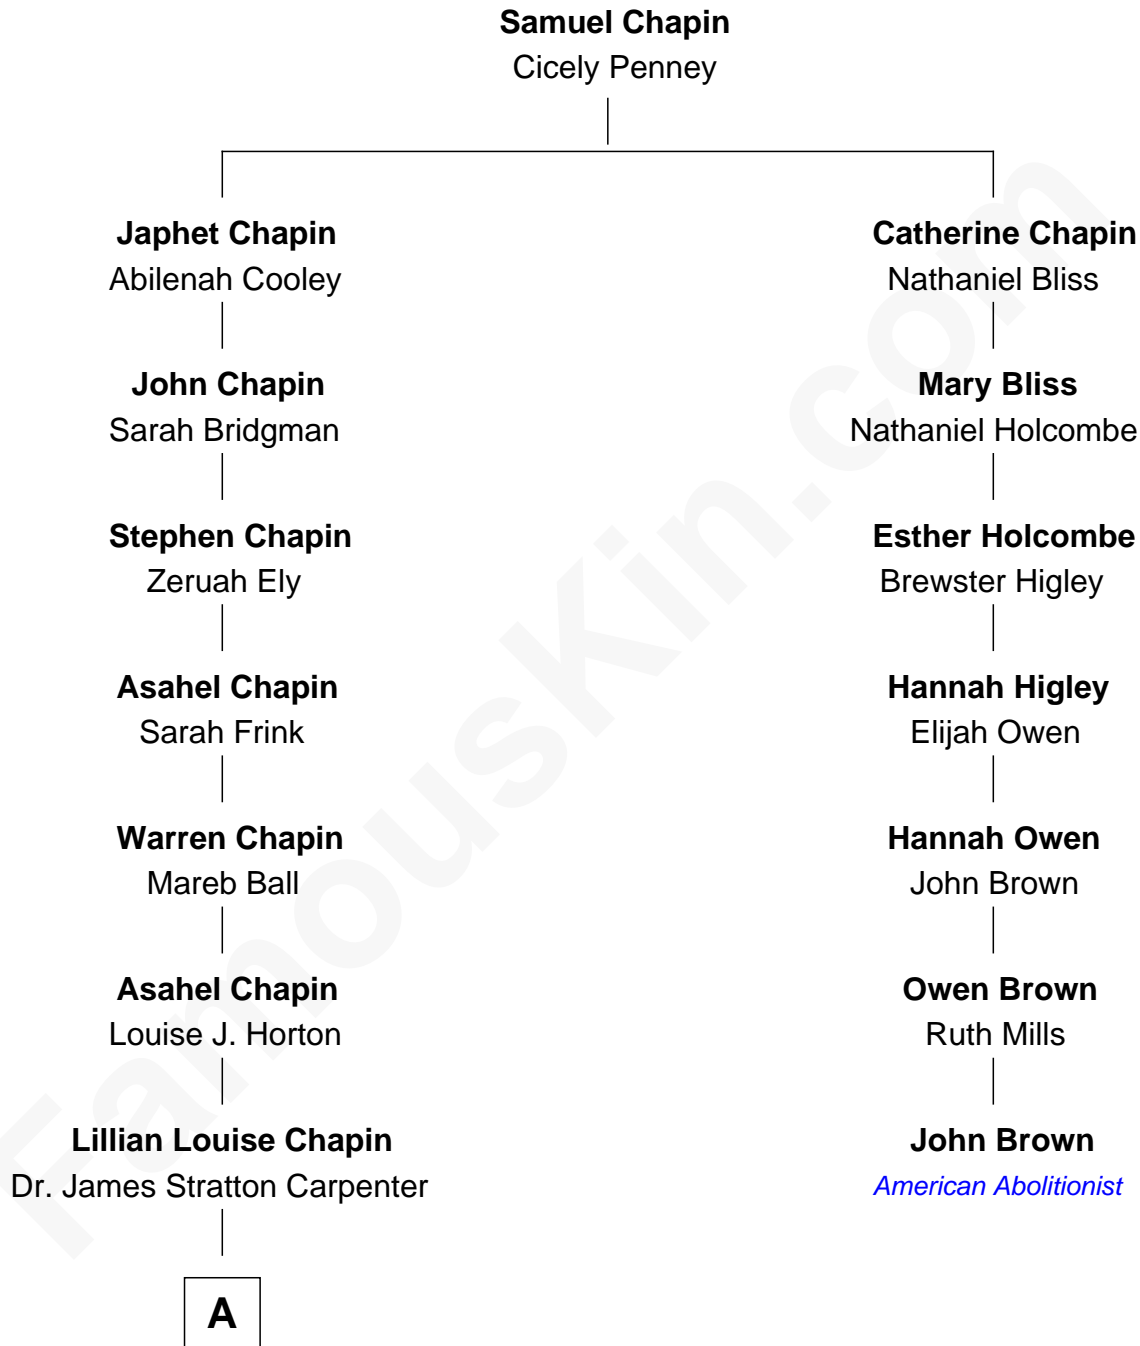 Samuel Chapin
Cicely Penney
Japhet Chapin
Abilenah Cooley
Catherine Chapin
Nathaniel Bliss
John Chapin
Sarah Bridgman
Mary Bliss
Nathaniel Holcombe
Stephen Chapin
Zeruah Ely
Esther Holcombe
Brewster Higley
Asahel Chapin
Sarah Frink
Hannah Higley
Elijah Owen
Warren Chapin
Mareb Ball
Hannah Owen
John Brown
Asahel Chapin
Louise J. Horton
Owen Brown
Ruth Mills
Lillian Louise Chapin
Dr. James Stratton Carpenter
John Brown
American Abolitionist
A
FamousKin.com